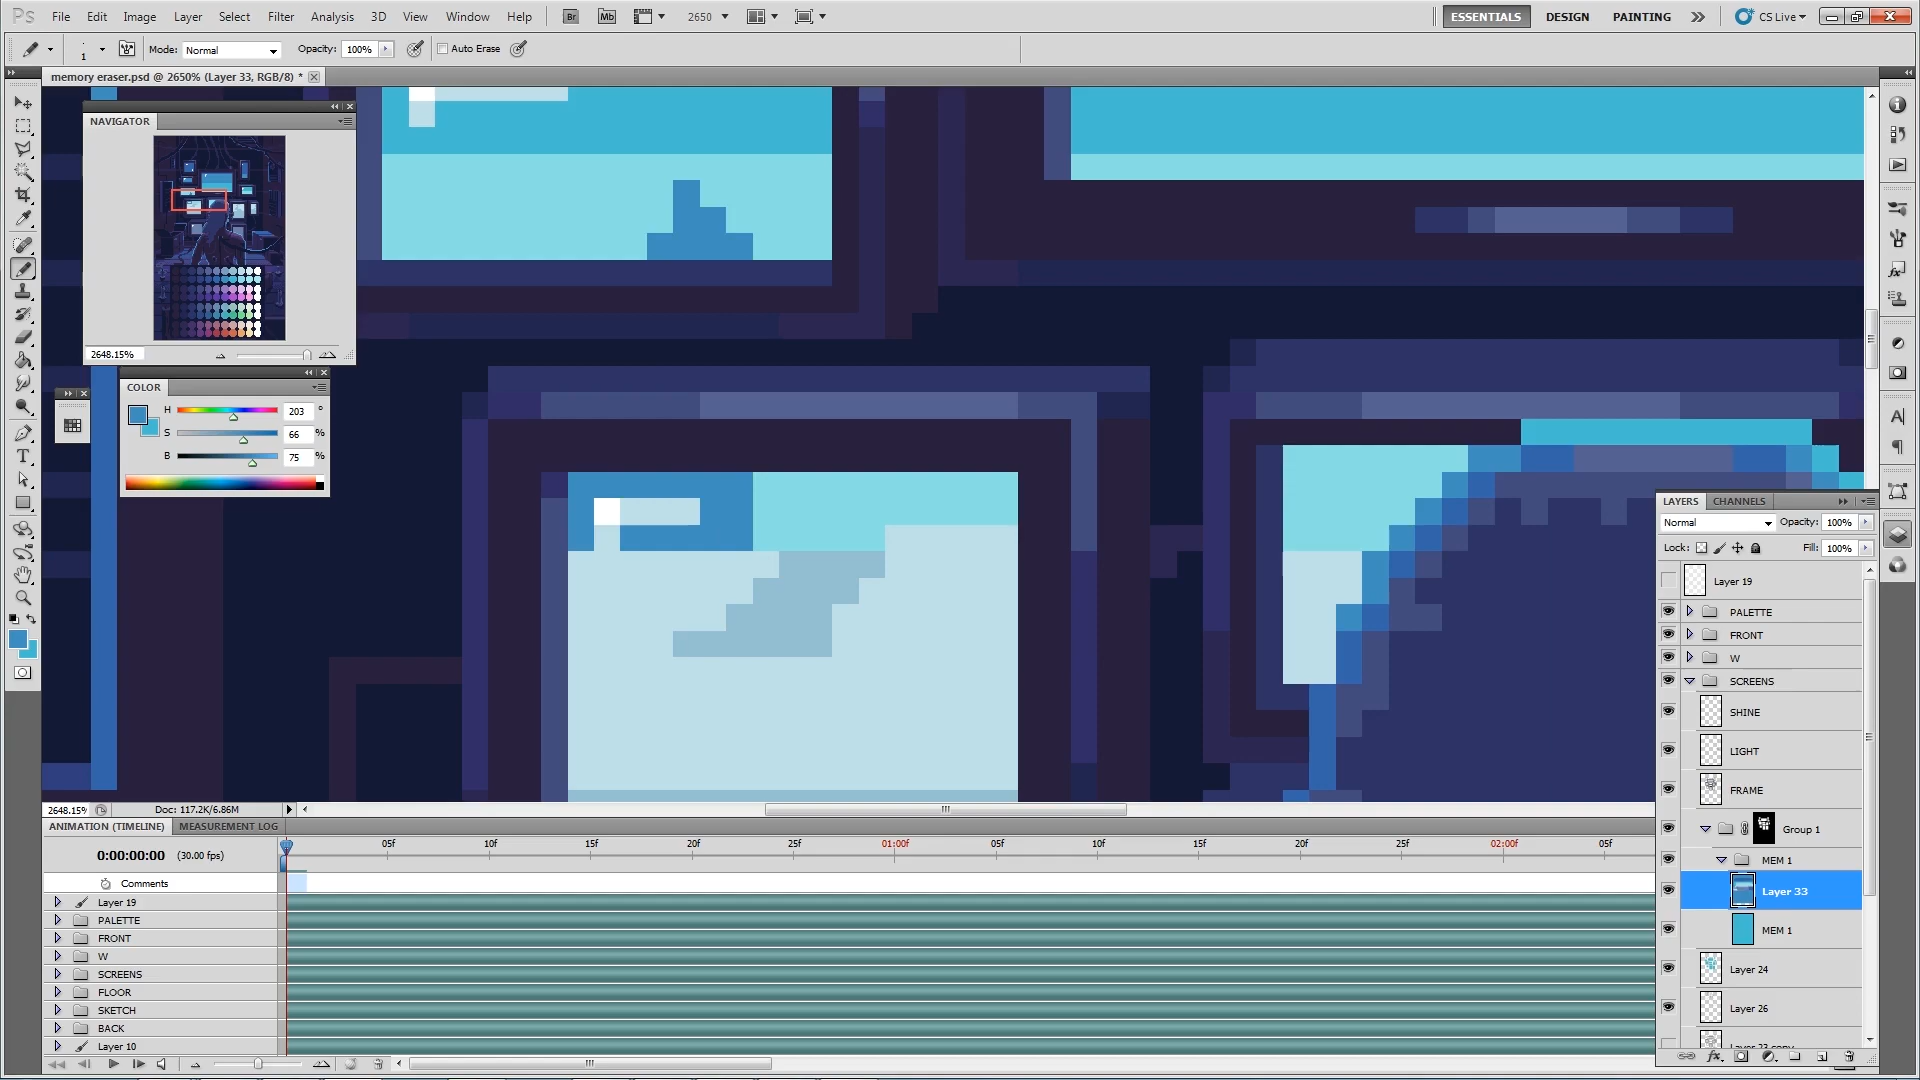 Ps File Edit Image Layer Select Filter Analysis 3D View Window Help Br Mb 2650 ESSENTIALS DESIGN PAINTING CS Live
1 Mode: Normal Opacity: 100% Auto Erase
memory eraser.psd @ 2650% (Layer 33, RGB/8) *
NAVIGATOR
2648.15%
COLOR
H 203 °
S 66 %
B 75 %
LAYERS CHANNELS
Normal Opacity: 100%
Lock: Fill: 100%
Layer 19
PALETTE
FRONT
W
SCREENS
SHINE
LIGHT
FRAME
Group 1
MEM 1
Layer 33
MEM 1
Layer 24
Layer 26
Layer 23 copy
2648.15% Doc: 117.2K/6.86M
ANIMATION (TIMELINE) MEASUREMENT LOG
0:00:00:00 (30.00 fps) 05f 10f 15f 20f 25f 01:00f 05f 10f 15f 20f 25f 02:00f 05f
Comments
Layer 19
PALETTE
FRONT
W
SCREENS
FLOOR
SKETCH
BACK
Layer 10